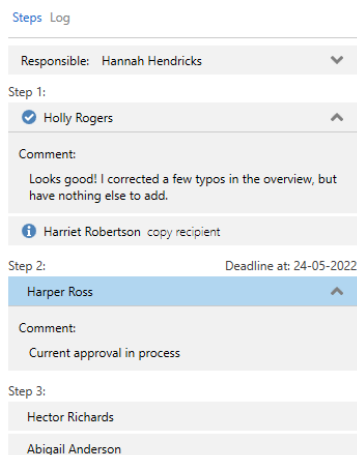 Steps Log
Responsible: Hannah Hendricks
Step 1:
Holly Rogers
Comment:
Looks good! I corrected a few typos in the overview, but
have nothing else to add.
Harriet Robertson copy recipient
Step 2: Deadline at: 24-05-2022
Harper Ross
Comment:
Current approval in process
Step 3:
Hector Richards
Abigail Anderson